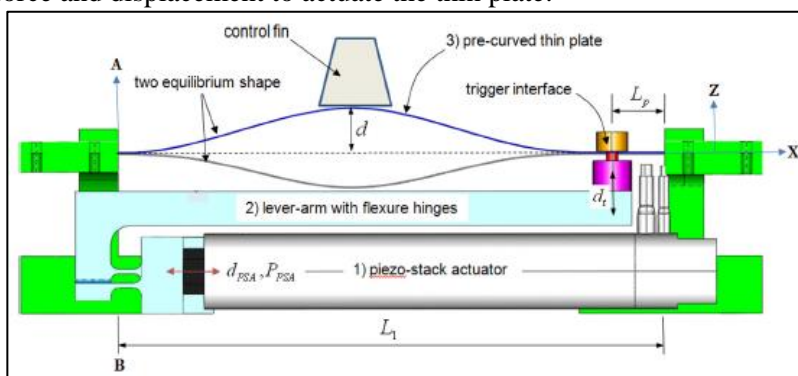 force and displacement to actuate the thin plate.
control fin
3) pre-curved thin plate
A
two equilibrium shape
trigger interface
L_p
Z
d
X
2) lever-arm with flexure hinges
d_t
d_PSA , P_PSA
1) piezo-stack actuator
L_1
B